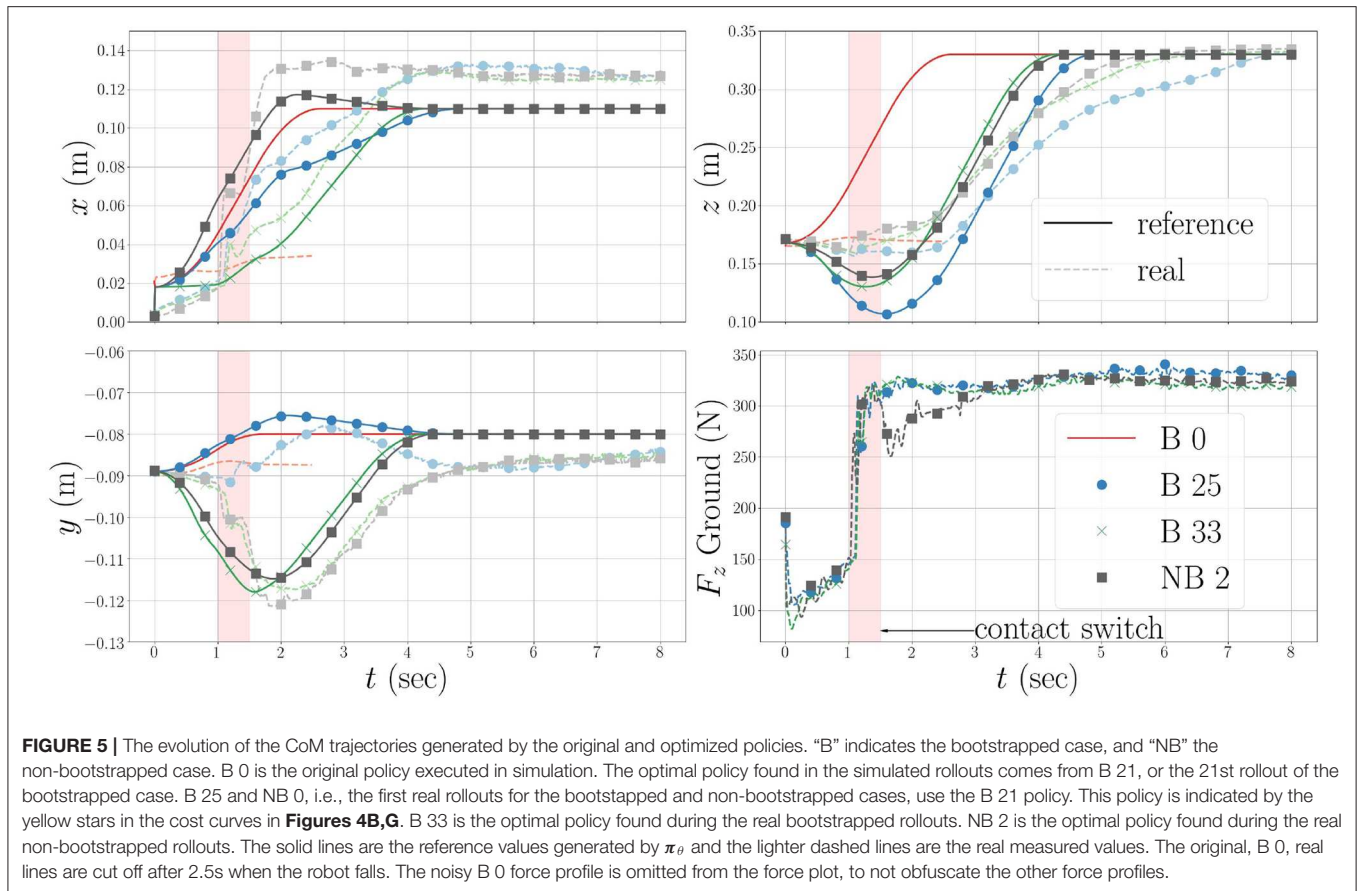 0.14
0.12
0.10
0.08
0.06
0.04
0.02
0.00
x (m)
0.35
0.30
0.25
0.20
0.15
0.10
z (m)
reference
real
−0.06
−0.07
−0.08
−0.09
−0.10
−0.11
−0.12
−0.13
y (m)
0 1 2 3 4 5 6 7 8
t (sec)
350
300
250
200
150
100
F_z Ground (N)
B 0
B 25
B 33
NB 2
contact switch
0 1 2 3 4 5 6 7 8
t (sec)
FIGURE 5 | The evolution of the CoM trajectories generated by the original and optimized policies. “B” indicates the bootstrapped case, and “NB” the
non-bootstrapped case. B 0 is the original policy executed in simulation. The optimal policy found in the simulated rollouts comes from B 21, or the 21st rollout of the
bootstrapped case. B 25 and NB 0, i.e., the first real rollouts for the bootstapped and non-bootstrapped cases, use the B 21 policy. This policy is indicated by the
yellow stars in the cost curves in Figures 4B,G. B 33 is the optimal policy found during the real bootstrapped rollouts. NB 2 is the optimal policy found during the real
non-bootstrapped rollouts. The solid lines are the reference values generated by π_θ and the lighter dashed lines are the real measured values. The original, B 0, real
lines are cut off after 2.5s when the robot falls. The noisy B 0 force profile is omitted from the force plot, to not obfuscate the other force profiles.